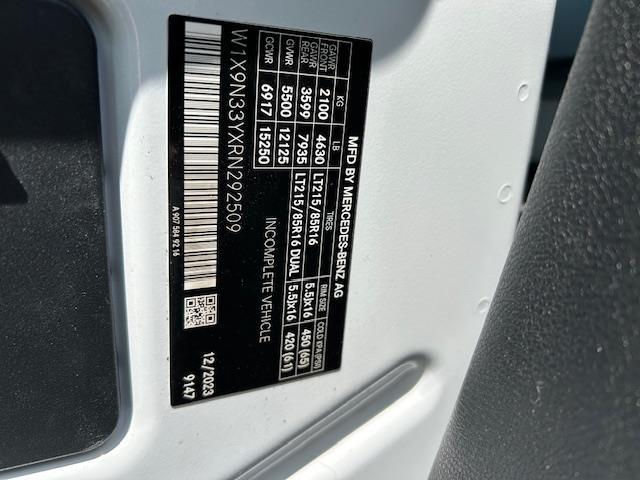 MFD BY MERCEDES-BENZ AG
KG LB TIRES RIM SIZE COLD KPA (PSI)
GAWR FRONT 2100 4630 LT215/85R16 5.5Jx16 450 (65)
GAWR REAR 3599 7935 LT215/85R16 DUAL 5.5Jx16 420 (61)
GVWR 5500 12125
GCWR 6917 15250 INCOMPLETE VEHICLE
W1X9N33YXRN292509
A 907 584 92 16
12/2023
9147